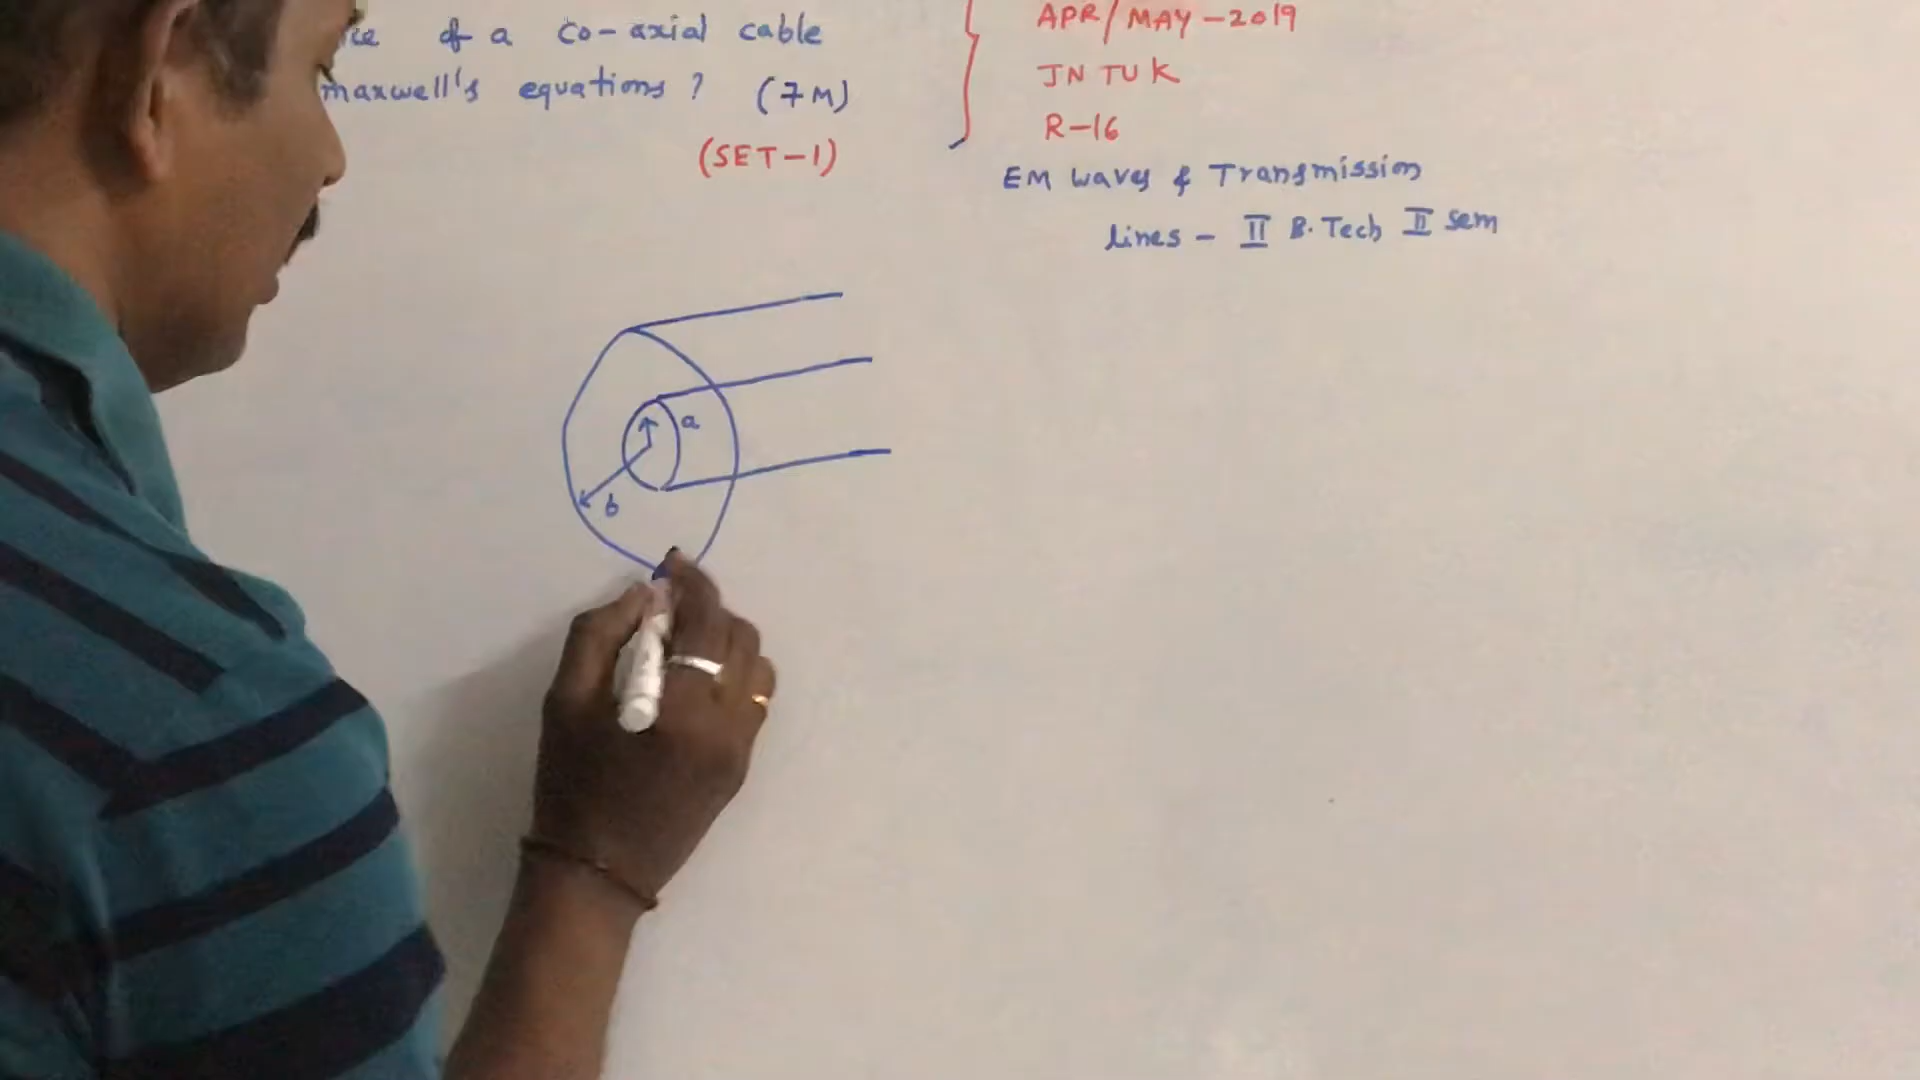 of a co-axial cable
maxwell's equations ? (7M)
(SET-1)
APR/MAY-2019
JNTUK
R-16
EM waves & Transmission
lines - II B.Tech II sem
a
b